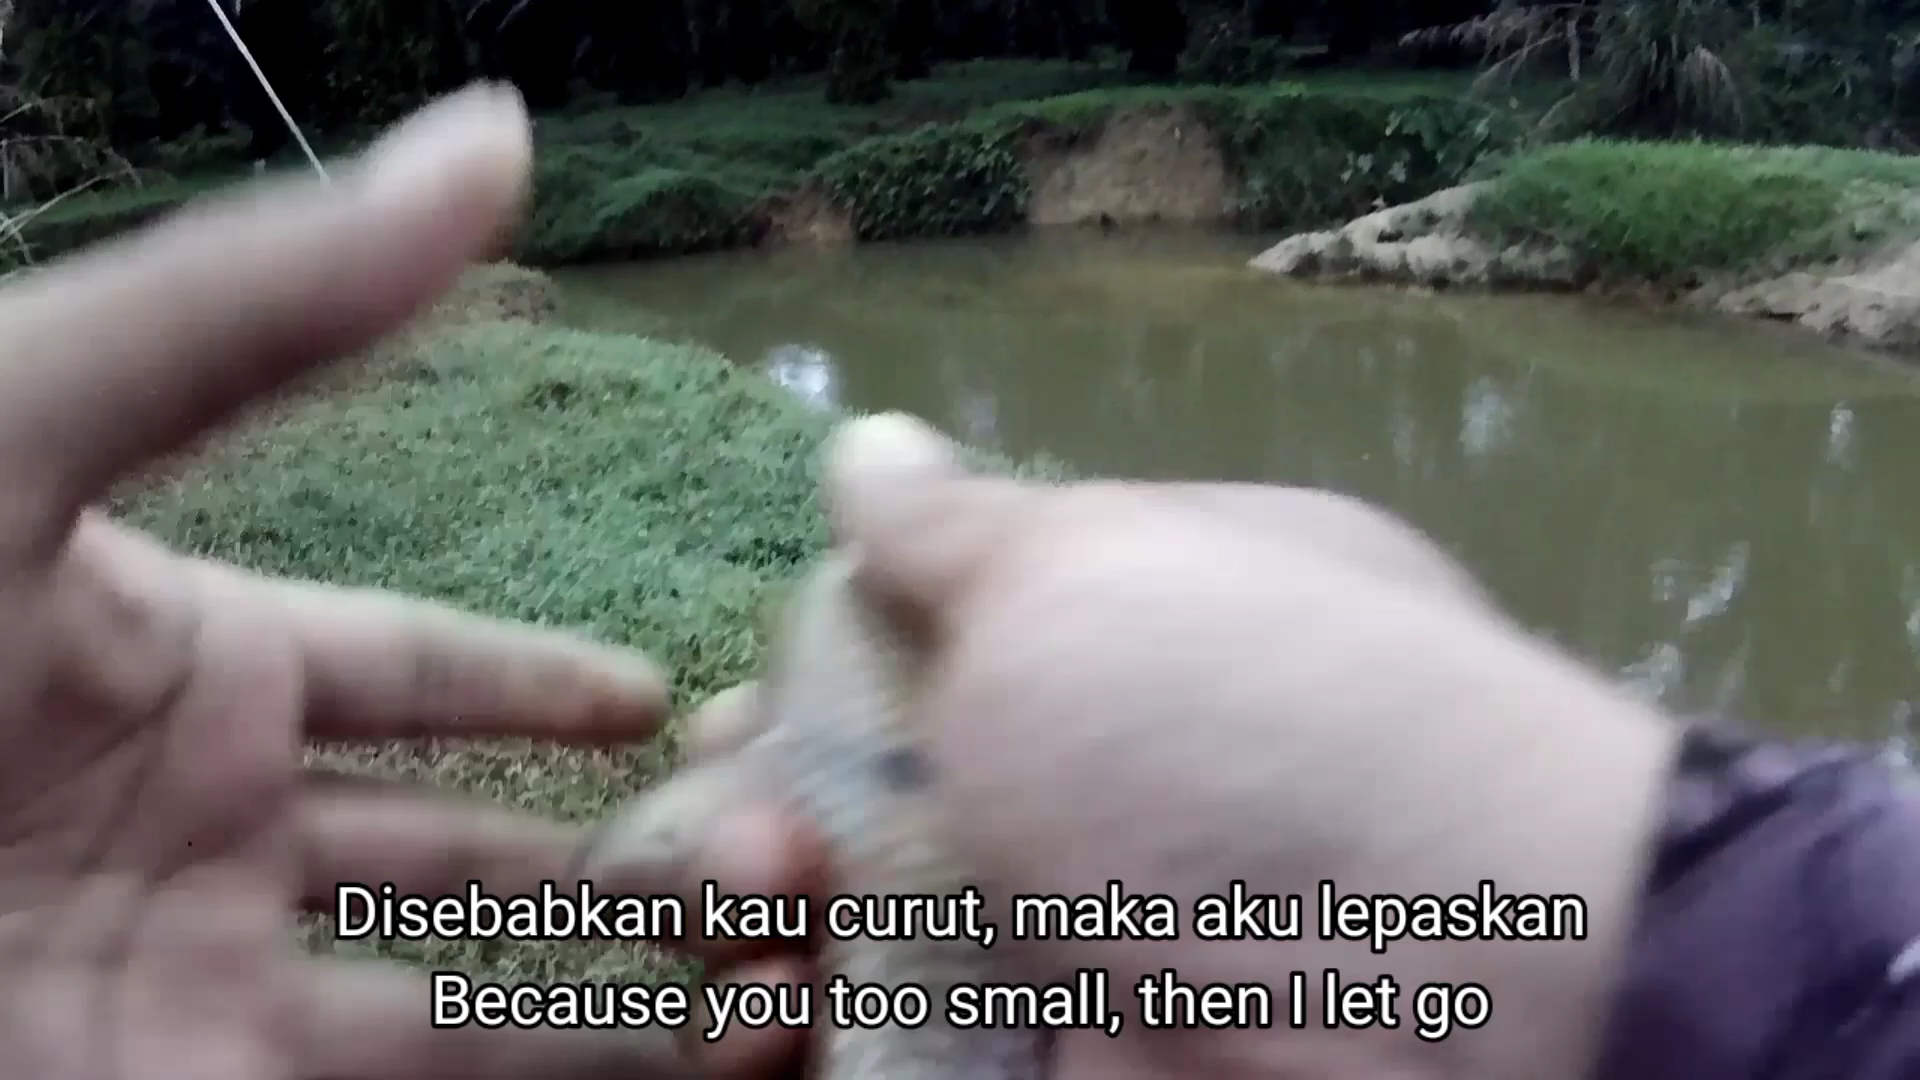 Disebabkan kau curut, maka aku lepaskan
Because you too small, then I let go